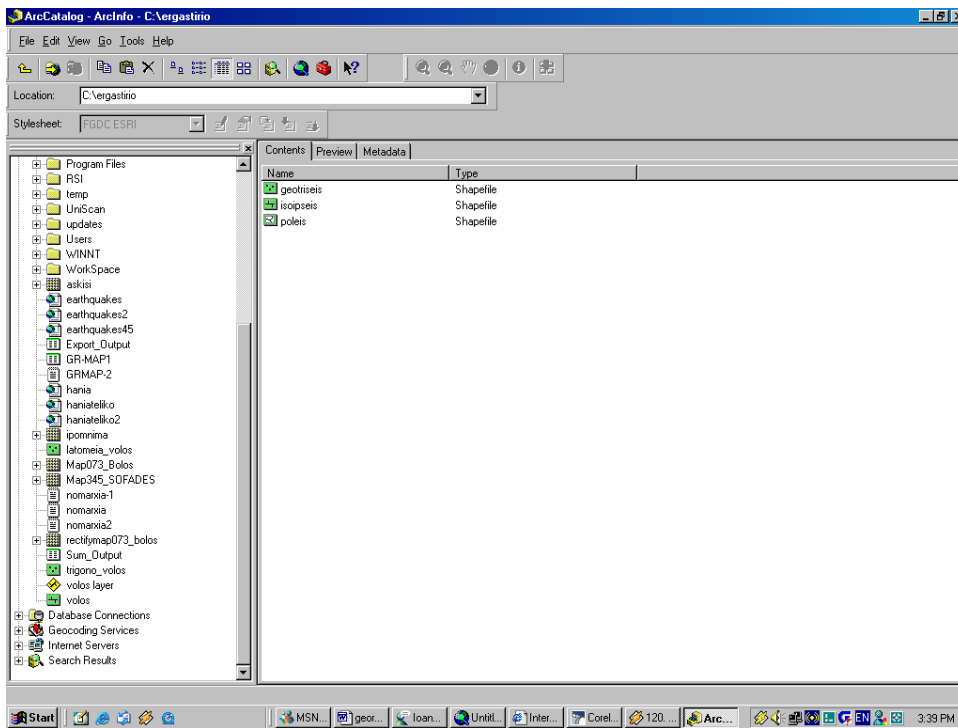 ArcCatalog - ArcInfo - C:\ergastirio
File Edit View Go Tools Help
Location: C:\ergastirio
Stylesheet: FGDC ESRI
Contents Preview Metadata
Name Type
geotriseis Shapefile
isoipseis Shapefile
poleis Shapefile
Program Files
RSI
temp
UniScan
updates
Users
WINNT
WorkSpace
askisi
earthquakes
earthquakes2
earthquakes45
Export_Output
GR-MAP1
GRMAP-2
hania
haniateliko
haniateliko2
ipomnima
latomeia_volos
Map073_Bolos
Map345_SOFADES
nomarxia-1
nomarxia
nomarxia2
rectifymap073_bolos
Sum_Output
trigono_volos
volos layer
volos
Database Connections
Geocoding Services
Internet Servers
Search Results
Start MSN... geor... Ioan... Untitl... Inter... Corel... 120. ... Arc... EN 3:39 PM